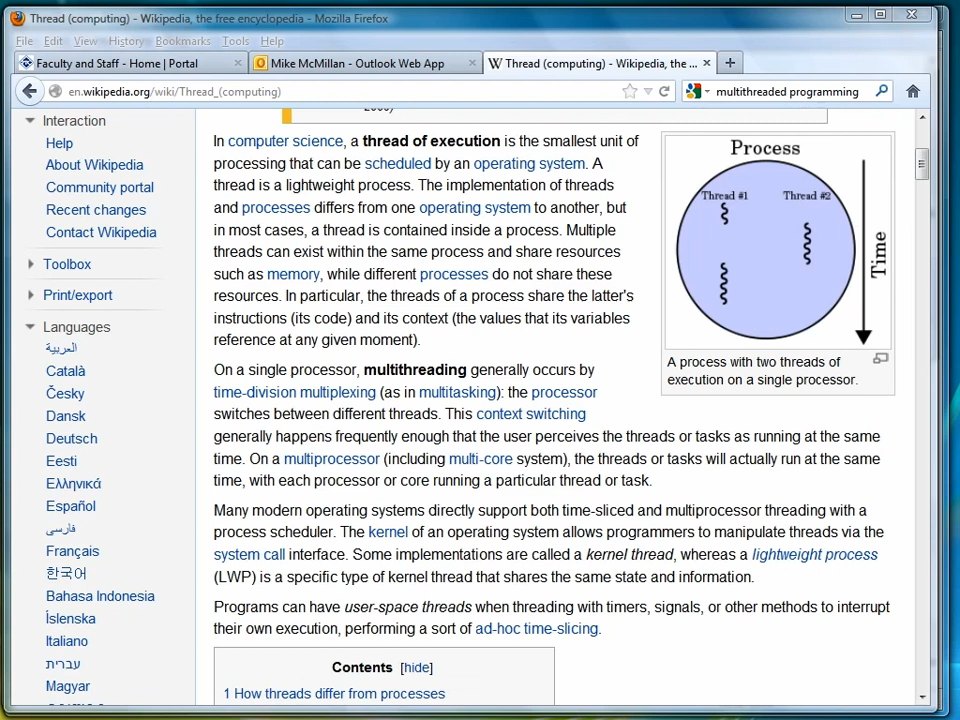 Thread (computing) - Wikipedia, the free encyclopedia - Mozilla Firefox
File Edit View History Bookmarks Tools Help
Faculty and Staff - Home | Portal
Mike McMillan - Outlook Web App
Thread (computing) - Wikipedia, the ...
en.wikipedia.org/wiki/Thread_(computing)
multithreaded programming
Interaction
Help
About Wikipedia
Community portal
Recent changes
Contact Wikipedia
Toolbox
Print/export
Languages
العربية
Català
Česky
Dansk
Deutsch
Eesti
Ελληνικά
Español
فارسی
Français
한국어
Bahasa Indonesia
Íslenska
Italiano
עברית
Magyar
In computer science, a thread of execution is the smallest unit of
processing that can be scheduled by an operating system. A
thread is a lightweight process. The implementation of threads
and processes differs from one operating system to another, but
in most cases, a thread is contained inside a process. Multiple
threads can exist within the same process and share resources
such as memory, while different processes do not share these
resources. In particular, the threads of a process share the latter's
instructions (its code) and its context (the values that its variables
reference at any given moment).
On a single processor, multithreading generally occurs by
time-division multiplexing (as in multitasking): the processor
switches between different threads. This context switching
generally happens frequently enough that the user perceives the threads or tasks as running at the same
time. On a multiprocessor (including multi-core system), the threads or tasks will actually run at the same
time, with each processor or core running a particular thread or task.
Many modern operating systems directly support both time-sliced and multiprocessor threading with a
process scheduler. The kernel of an operating system allows programmers to manipulate threads via the
system call interface. Some implementations are called a kernel thread, whereas a lightweight process
(LWP) is a specific type of kernel thread that shares the same state and information.
Programs can have user-space threads when threading with timers, signals, or other methods to interrupt
their own execution, performing a sort of ad-hoc time-slicing.
Contents [hide]
1 How threads differ from processes
Process
Thread #1
Thread #2
Time
A process with two threads of
execution on a single processor.